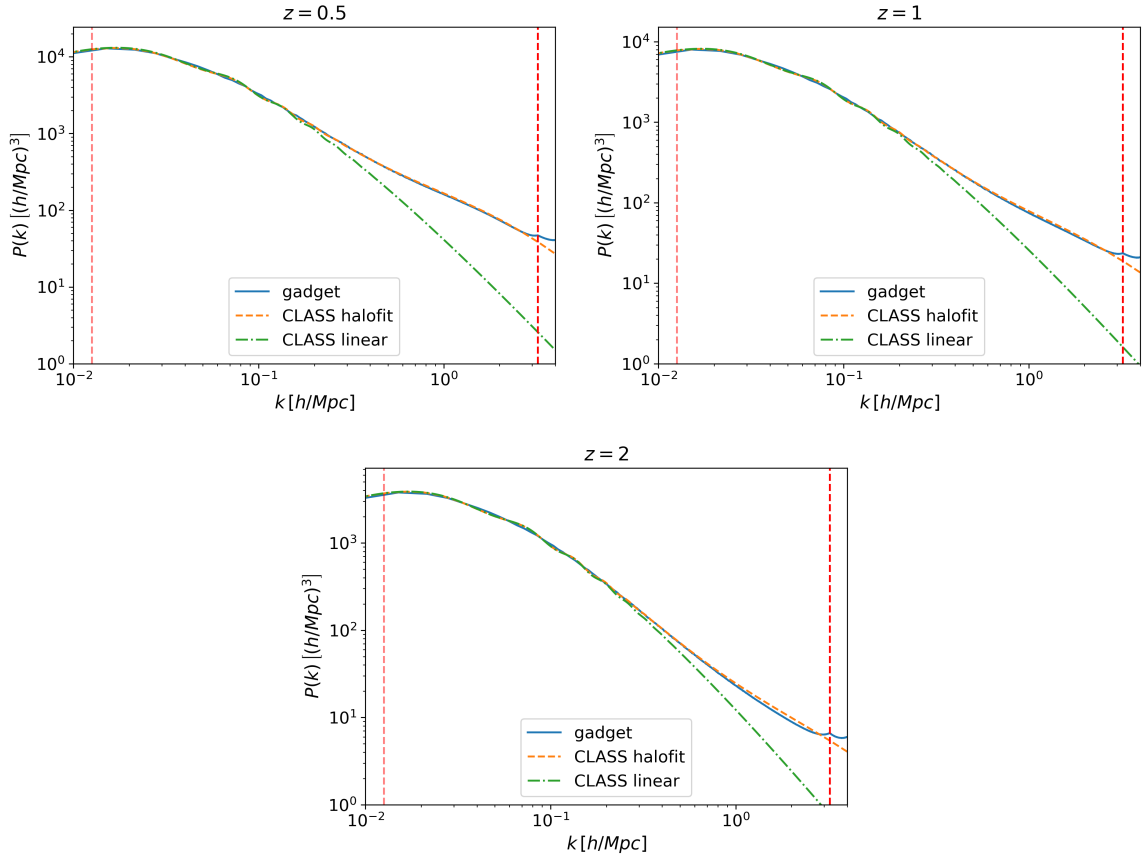 z = 0.5
P(k) [(h/Mpc)^3]
10^4
10^3
10^2
10^1
10^0
gadget
CLASS halofit
CLASS linear
10^-2
10^-1
10^0
k [h/Mpc]
z = 1
P(k) [(h/Mpc)^3]
10^4
10^3
10^2
10^1
10^0
gadget
CLASS halofit
CLASS linear
10^-2
10^-1
10^0
k [h/Mpc]
z = 2
P(k) [(h/Mpc)^3]
10^3
10^2
10^1
10^0
gadget
CLASS halofit
CLASS linear
10^-2
10^-1
10^0
k [h/Mpc]